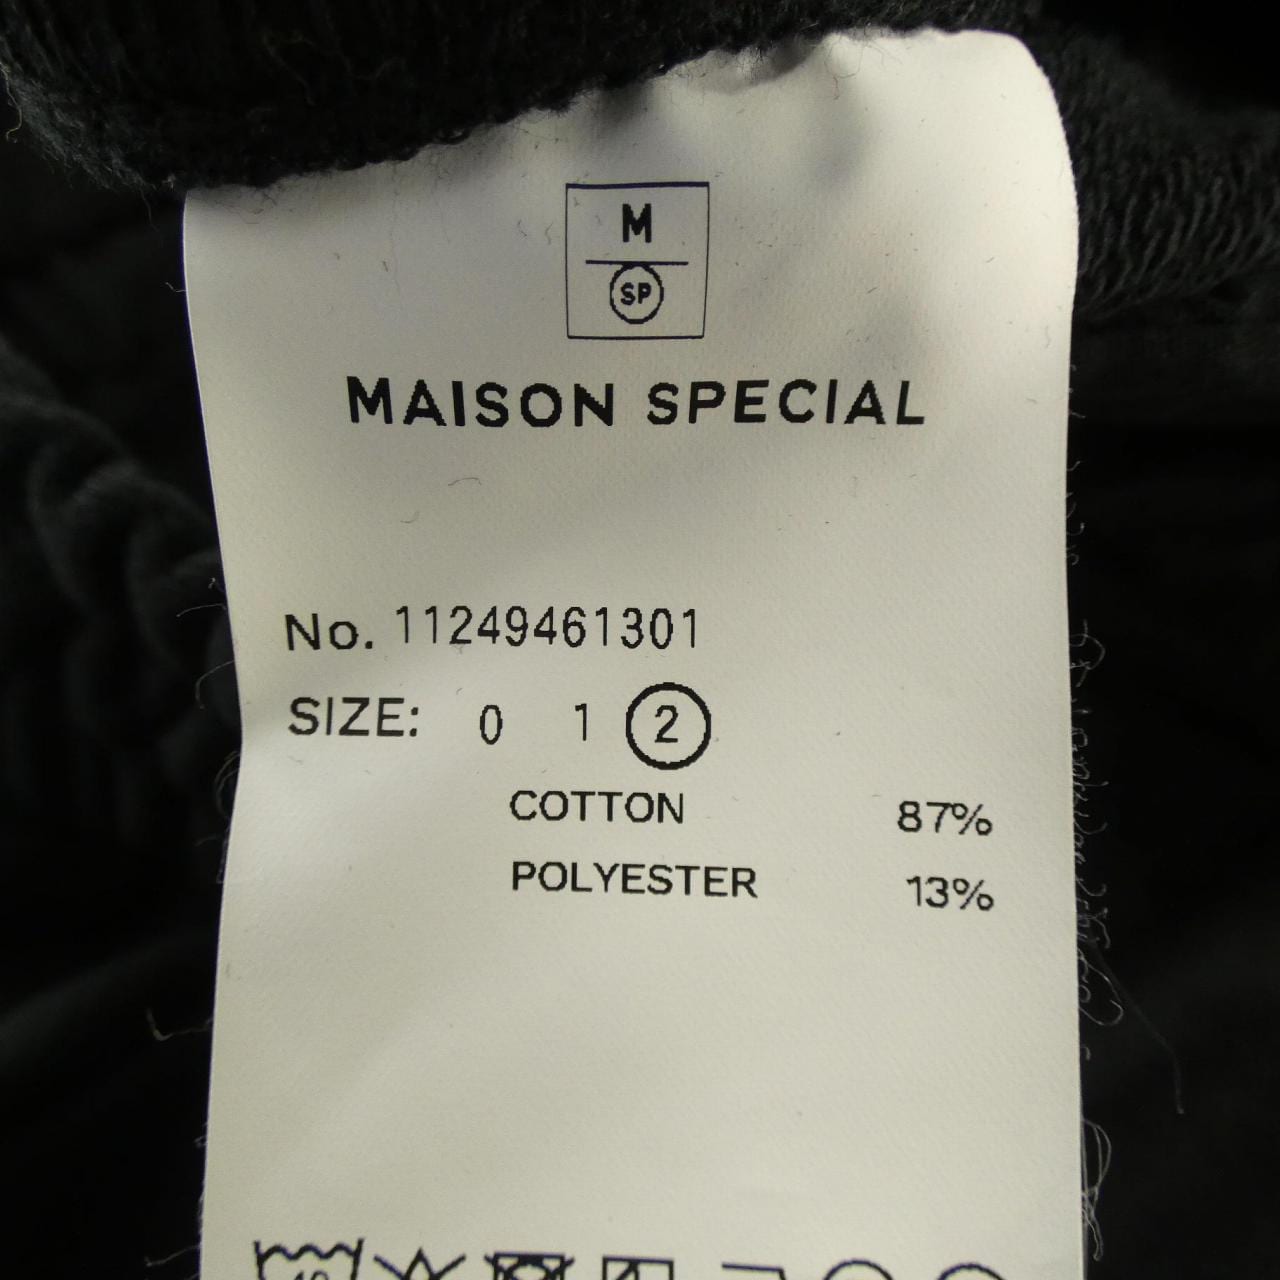 M
SP
MAISON SPECIAL
No. 11249461301
SIZE: 0 1 2
COTTON 87%
POLYESTER 13%